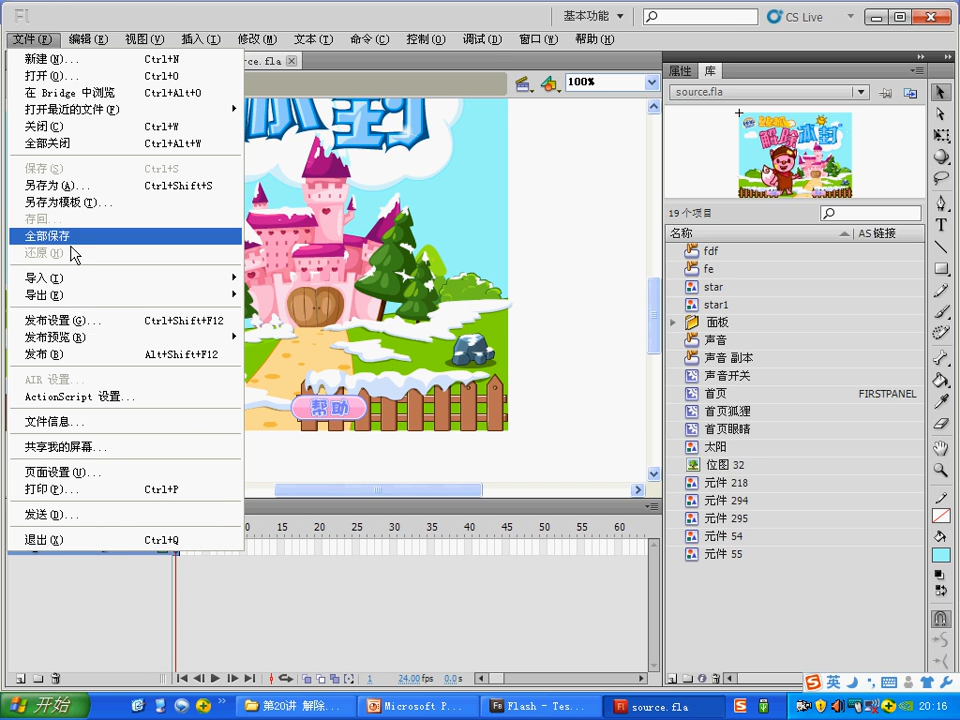 Fl
基本功能
CS Live
文件(F) 编辑(E) 视图(V) 插入(I) 修改(M) 文本(T) 命令(C) 控制(O) 调试(D) 窗口(W) 帮助(H)
新建(N)... Ctrl+N
打开(O)... Ctrl+O
在 Bridge 中浏览 Ctrl+Alt+O
打开最近的文件(F)
关闭(C) Ctrl+W
全部关闭 Ctrl+Alt+W
保存(S) Ctrl+S
另存为(A)... Ctrl+Shift+S
另存为模板(T)...
存回...
全部保存
还原(H)
导入(I)
导出(E)
发布设置(G)... Ctrl+Shift+F12
发布预览(R)
发布(B) Alt+Shift+F12
AIR 设置...
ActionScript 设置...
文件信息...
共享我的屏幕...
页面设置(U)...
打印(P)... Ctrl+P
发送(D)...
退出(X) Ctrl+Q
rce.fla
100%
冰封
帮助
属性 库
source.fla
解除冰封
19 个项目
名称 AS 链接
fdf
fe
star
star1
面板
声音
声音 副本
声音开关
首页 FIRSTPANEL
首页狐狸
首页眼睛
太阳
位图 32
元件 218
元件 294
元件 295
元件 54
元件 55
10 15 20 25 30 35 40 45 50 55 60
1 24.00 fps 0.0 s
开始
第20讲 解除...
Microsoft P...
Flash - Tes...
source.fla
英
20:16